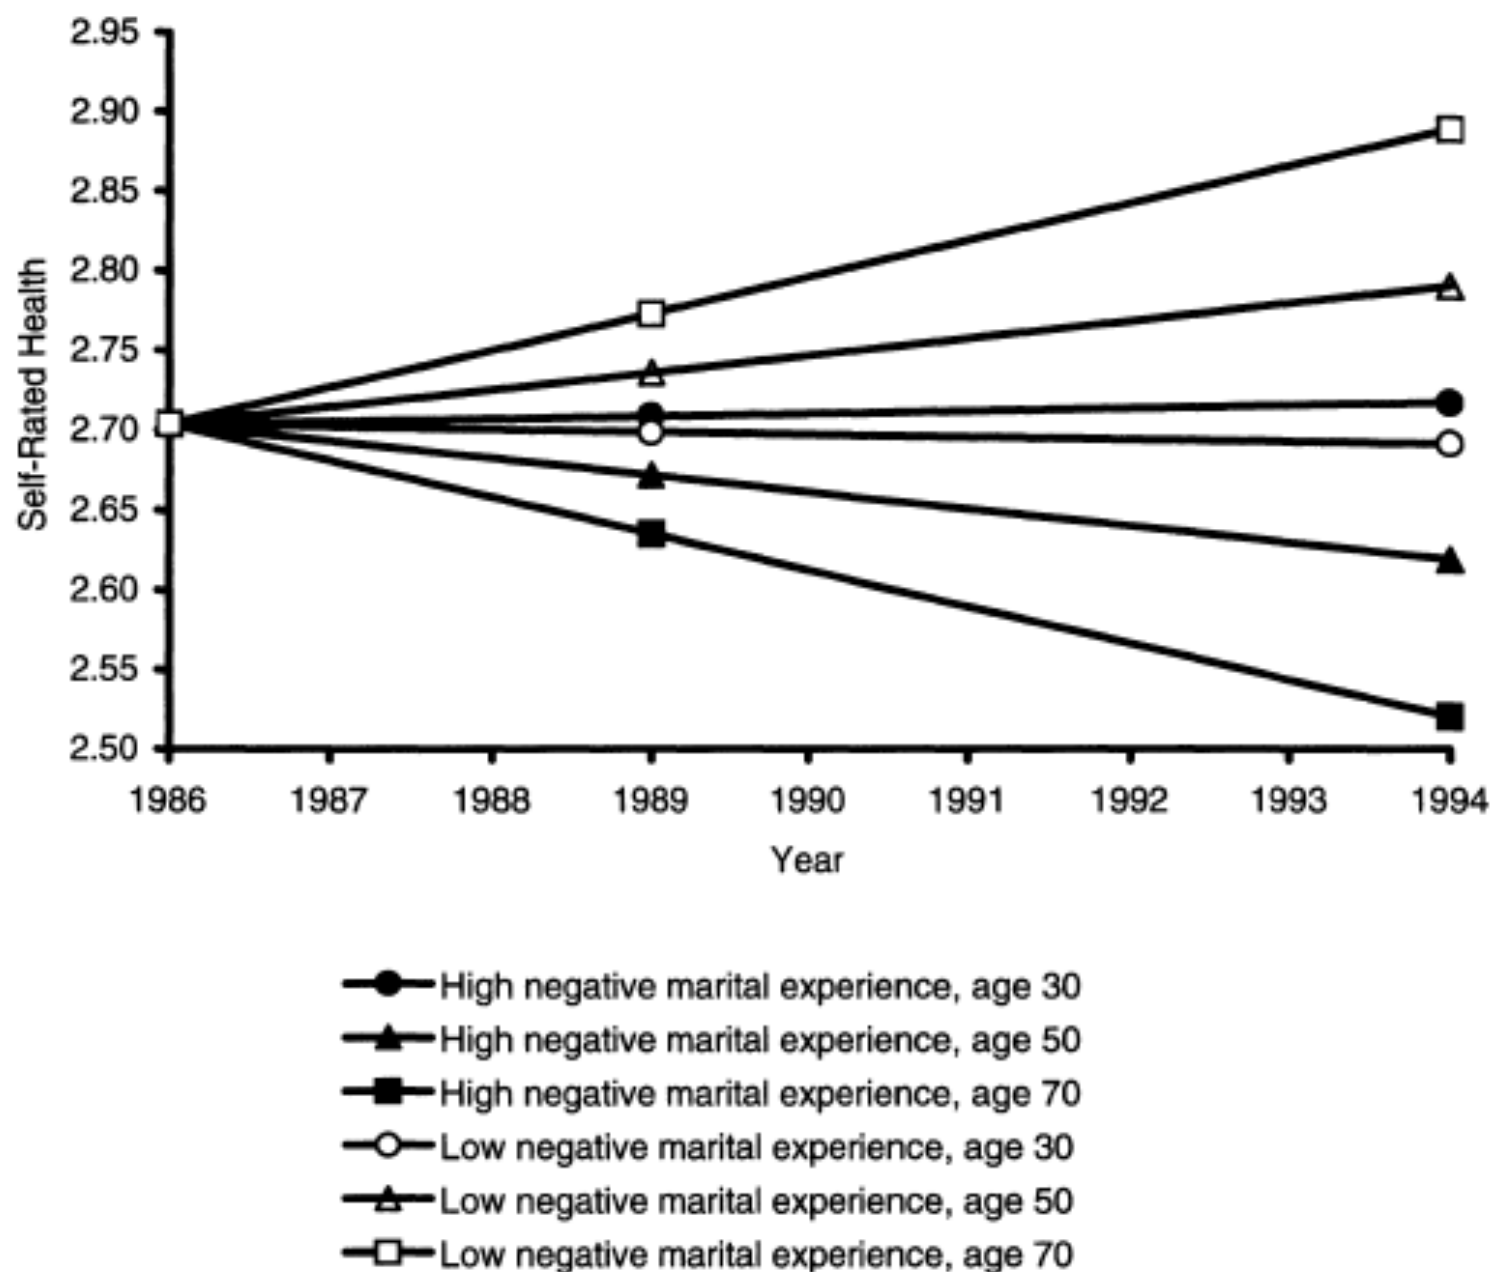 2.95
2.90
2.85
2.80
2.75
2.70
2.65
2.60
2.55
2.50
Self-Rated Health
1986 1987 1988 1989 1990 1991 1992 1993 1994
Year
High negative marital experience, age 30
High negative marital experience, age 50
High negative marital experience, age 70
Low negative marital experience, age 30
Low negative marital experience, age 50
Low negative marital experience, age 70